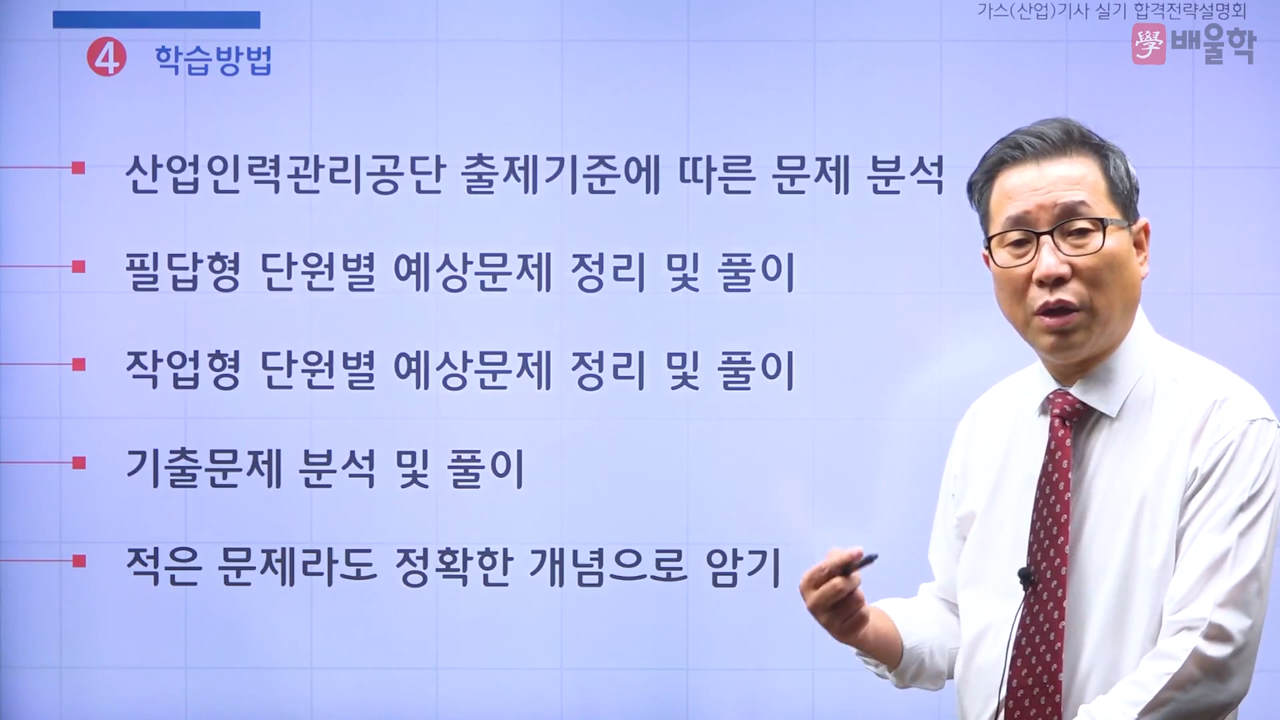 가스(산업)기사 실기 합격전략설명회
學 배울학
4 학습방법
산업인력관리공단 출제기준에 따른 문제 분석
필답형 단원별 예상문제 정리 및 풀이
작업형 단원별 예상문제 정리 및 풀이
기출문제 분석 및 풀이
적은 문제라도 정확한 개념으로 암기